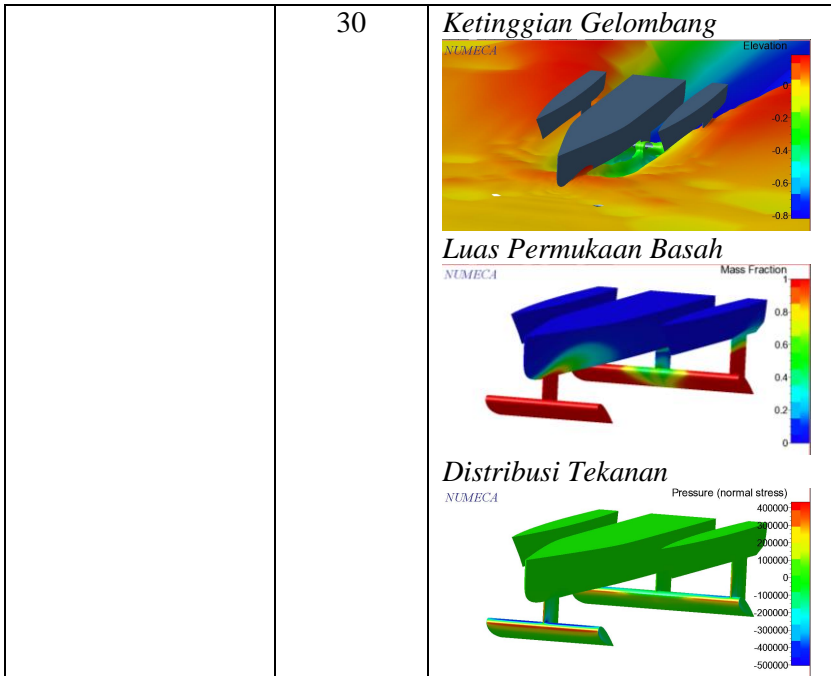 30
Ketinggian Gelombang
NUMECA
Elevation
0
-0.2
-0.4
-0.6
-0.8
Luas Permukaan Basah
NUMECA
Mass Fraction
1
0.8
0.6
0.4
0.2
0
Distribusi Tekanan
NUMECA
Pressure (normal stress)
400000
300000
200000
100000
0
-100000
-200000
-300000
-400000
-500000